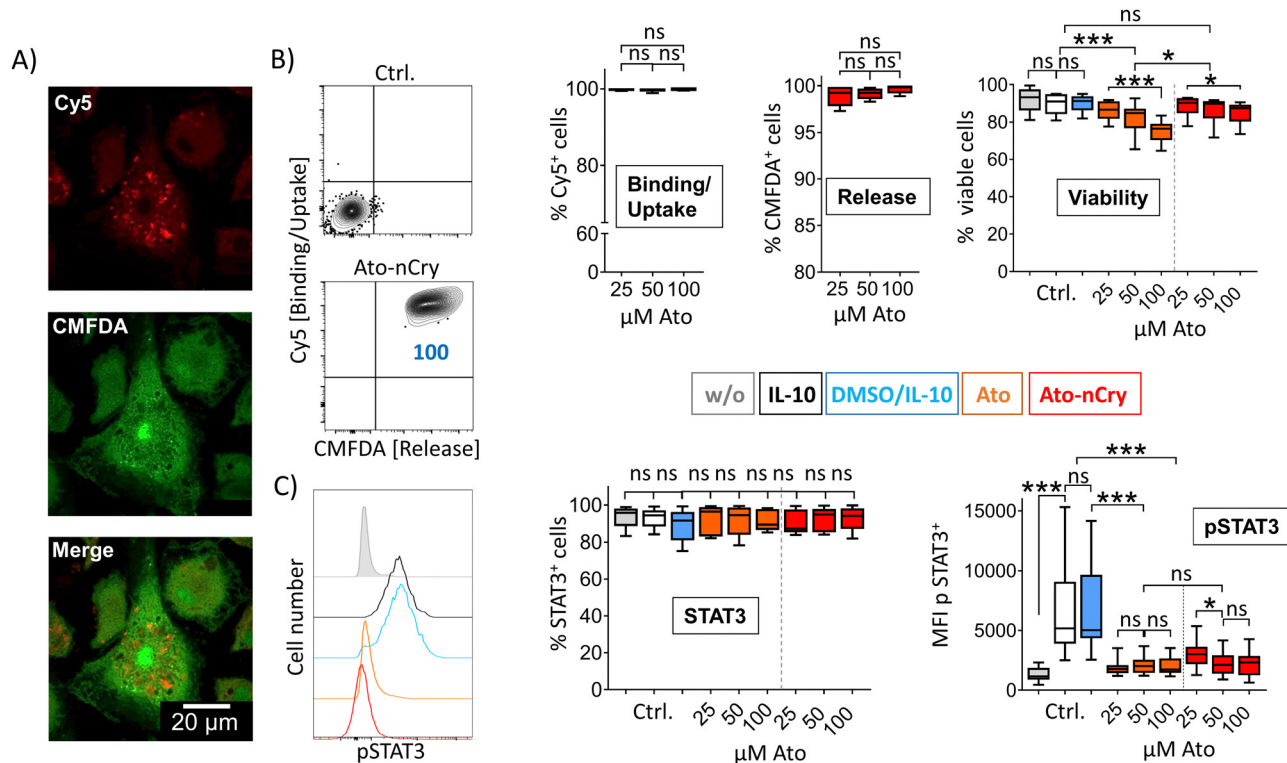 A)
Cy5
CMFDA
Merge
20 µm
B)
Ctrl.
Ato-nCry
100
Cy5 [Binding/Uptake]
CMFDA [Release]
ns
ns ns
100
80
60
0
% Cy5⁺ cells
Binding/
Uptake
25 50 100
µM Ato
ns
ns ns
100
95
90
85
80
% CMFDA⁺ cells
Release
25 50 100
µM Ato
ns
***
*
ns ns
***
*
100
80
60
40
20
0
% viable cells
Viability
Ctrl.
25 50 100 25 50 100
µM Ato
w/o IL-10 DMSO/IL-10 Ato Ato-nCry
C)
Cell number
pSTAT3
ns ns ns ns ns ns ns
100
80
60
40
20
0
% STAT3⁺ cells
STAT3
Ctrl.
25 50 100 25 50 100
µM Ato
***
*** ns
***
ns
ns ns
* ns
15000
10000
5000
0
MFI p STAT3⁺
pSTAT3
Ctrl.
25 50 100 25 50 100
µM Ato